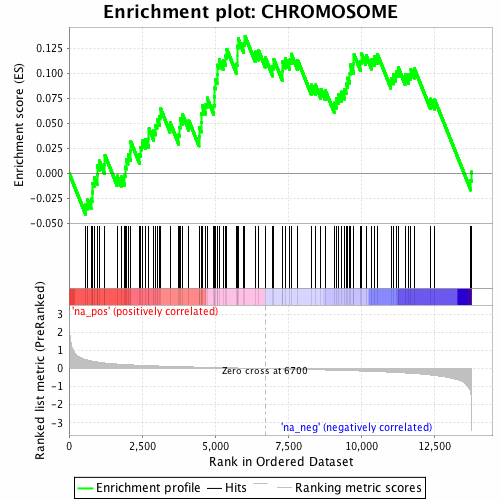 Enrichment plot: CHROMOSOME
Enrichment score (ES)
0.125
0.100
0.075
0.050
0.025
0.000
-0.025
-0.050
'na_pos' (positively correlated)
Ranked list metric (PreRanked)
3
2
1
0
-1
-2
-3
Zero cross at 6700
'na_neg' (negatively correlated)
0 2,500 5,000 7,500 10,000 12,500
Rank in Ordered Dataset
Enrichment profile Hits Ranking metric scores